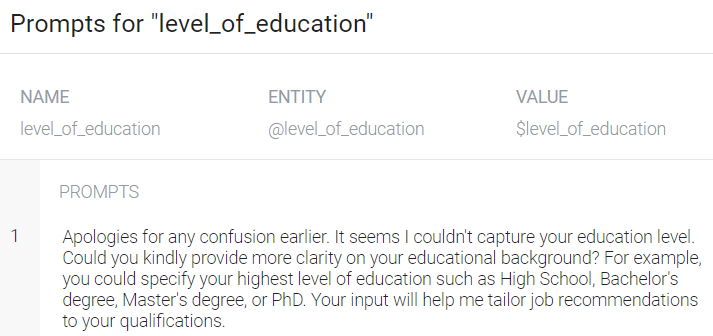 Prompts for "level_of_education"
NAME ENTITY VALUE
level_of_education @level_of_education $level_of_education
PROMPTS
1 Apologies for any confusion earlier. It seems I couldn't capture your education level.
Could you kindly provide more clarity on your educational background? For example,
you could specify your highest level of education such as High School, Bachelor's
degree, Master's degree, or PhD. Your input will help me tailor job recommendations
to your qualifications.